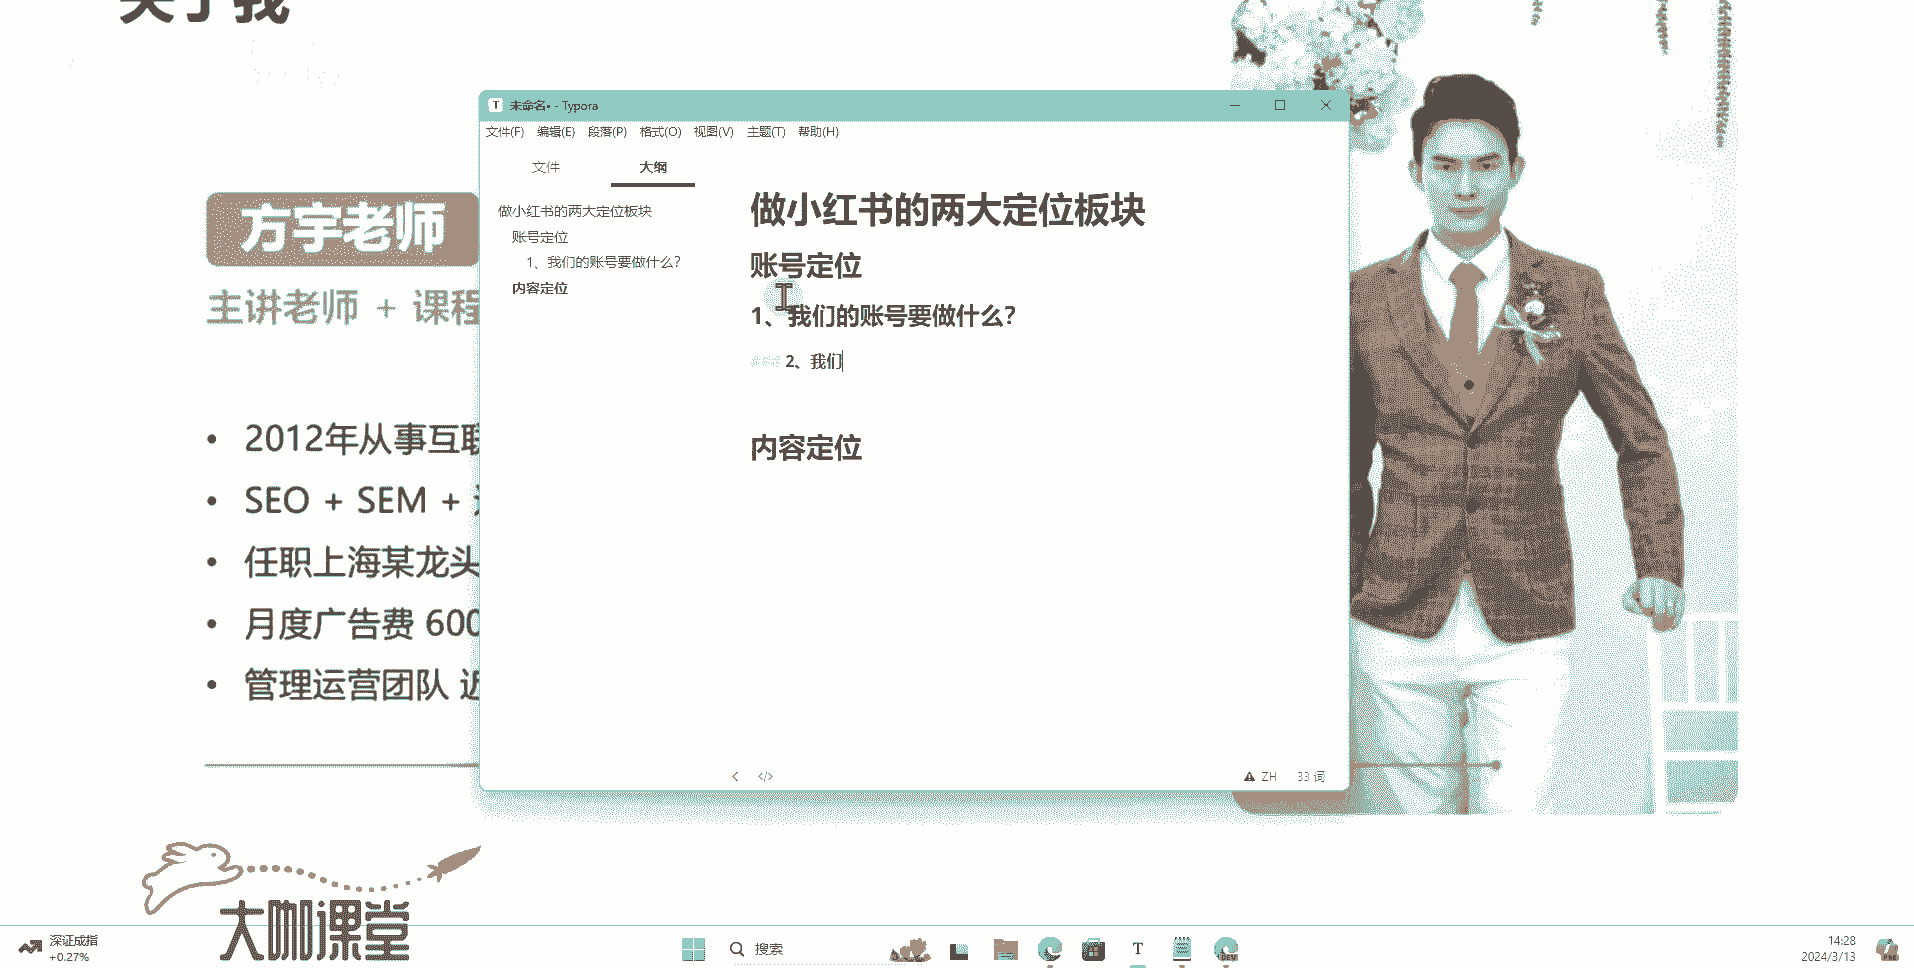 关于我
未命名• - Typora
文件(F) 编辑(E) 段落(P) 格式(O) 视图(V) 主题(T) 帮助(H)
文件 大纲
做小红书的两大定位板块
账号定位
1、我们的账号要做什么?
内容定位
做小红书的两大定位板块
账号定位
1、我们的账号要做什么?
### 2、我们
内容定位
</> ZH 33 词
方宇老师
主讲老师 + 课程
• 2012年从事互联
• SEO + SEM +
• 任职上海某龙头
• 月度广告费 600
• 管理运营团队 近
大咖课堂
深证成指
+0.27%
搜索
T
DEV
14:28
2024/3/13
PRE